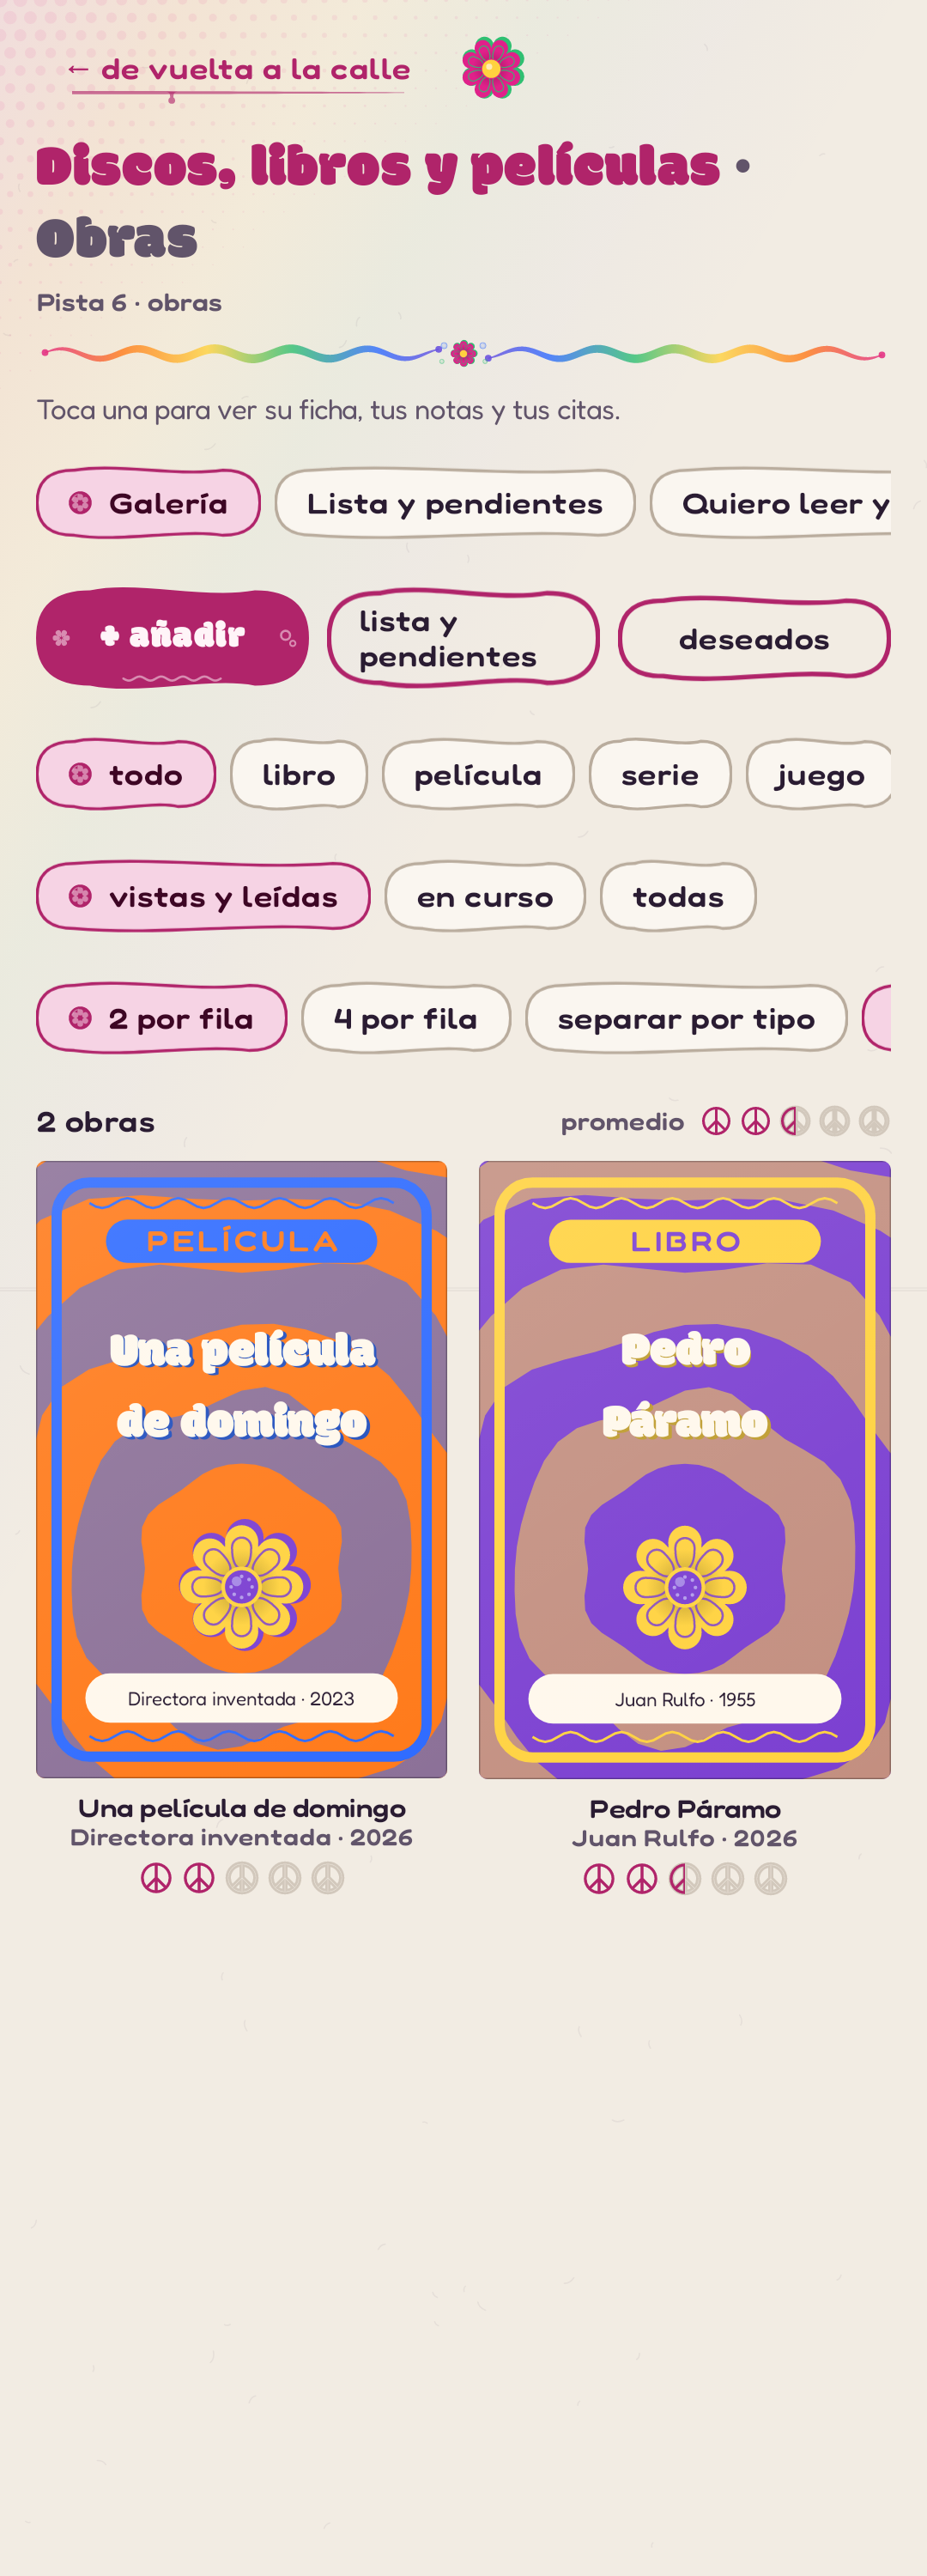 ← de vuelta a la calle
Discos, libros y películas ·
Obras
Pista 6 · obras
Toca una para ver su ficha, tus notas y tus citas.
Galería
Lista y pendientes
Quiero leer y
+ añadir
lista y
pendientes
deseados
todo
libro
película
serie
juego
vistas y leídas
en curso
todas
2 por fila
4 por fila
separar por tipo
2 obras
promedio
PELÍCULA
Una película
de domingo
Directora inventada · 2023
Una película de domingo
Directora inventada · 2026
LIBRO
Pedro
Páramo
Juan Rulfo · 1955
Pedro Páramo
Juan Rulfo · 2026